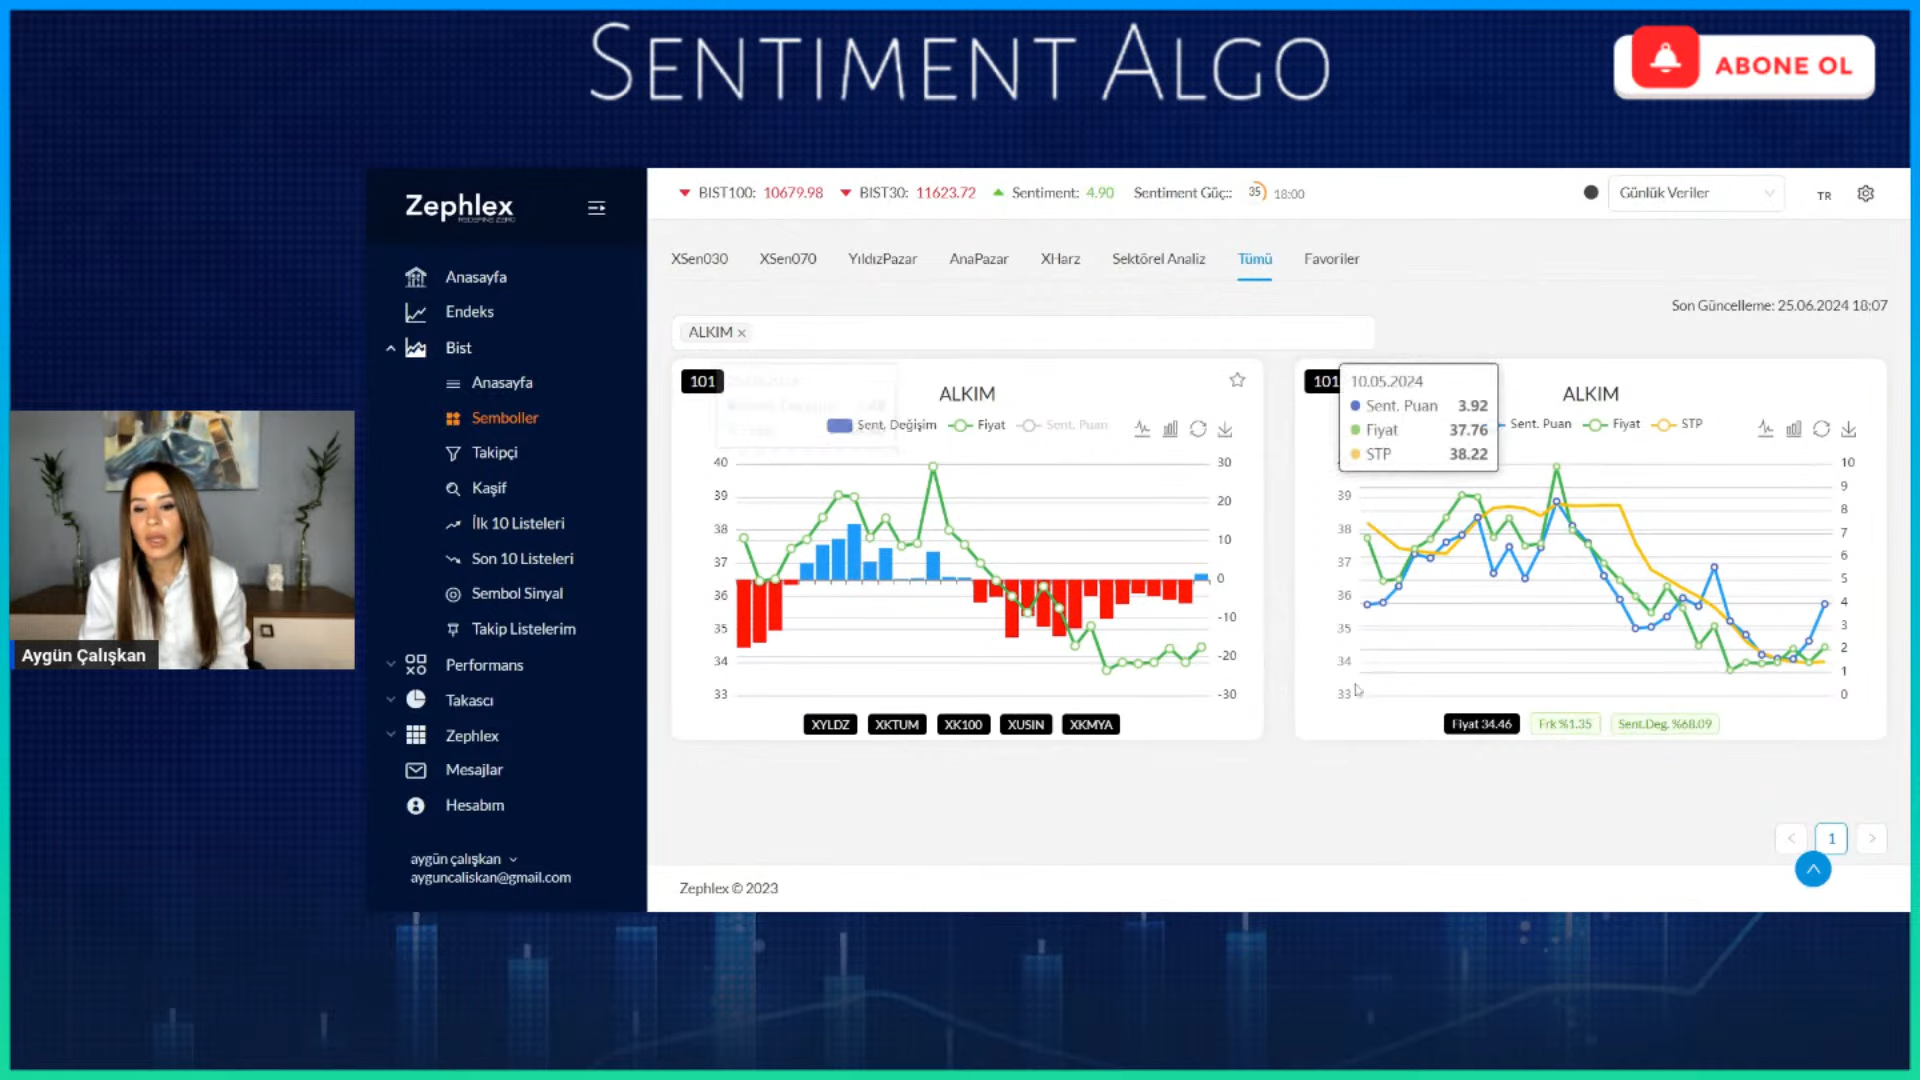 SENTIMENT ALGO
ABONE OL
Zephlex
BIST100: 10679.98 BIST30: 11623.72 Sentiment: 4.90 Sentiment Güç: 35 18:00
Günlük Veriler
TR
XSen030 XSen070 YıldızPazar AnaPazar XHarz Sektörel Analiz Tümü Favoriler
Son Güncelleme: 25.06.2024 18:07
ALKIM ×
Anasayfa
Endeks
Bist
Anasayfa
Semboller
Takipçi
Kaşif
İlk 10 Listeleri
Son 10 Listeleri
Sembol Sinyal
Takip Listelerim
Performans
Takascı
Zephlex
Mesajlar
Hesabım
aygün çalışkan
ayguncaliskan@gmail.com
Aygün Çalışkan
101
ALKIM
Sent. Değişim Fiyat Sent. Puan
40 30
39 20
38 10
37
36 0
35 -10
34 -20
33 -30
XYLDZ XKTUM XK100 XUSIN XKMYA
101
10.05.2024
Sent. Puan 3.92
Fiyat 37.76
STP 38.22
ALKIM
Sent. Puan Fiyat STP
39
38
37
36
35
34
33
10
9
8
7
6
5
4
3
2
1
0
Fiyat 34.46 Frk %1.35 Sent.Deg. %68.09
1
Zephlex © 2023